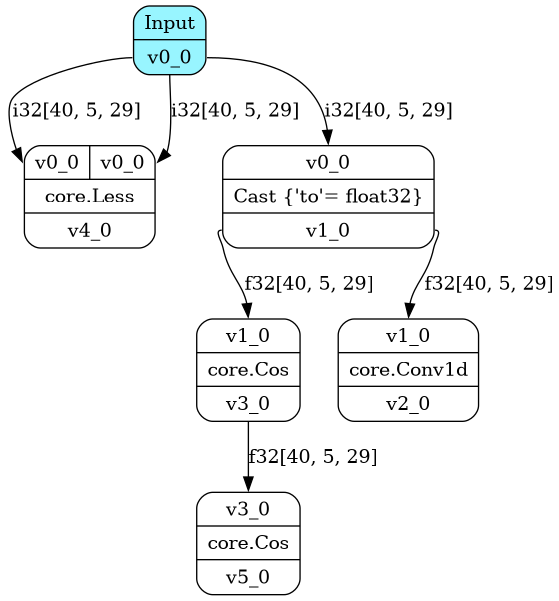 Input
v0_0
i32[40, 5, 29]
i32[40, 5, 29]
i32[40, 5, 29]
v0_0 v0_0
core.Less
v4_0
v0_0
Cast {'to'= float32}
v1_0
f32[40, 5, 29]
f32[40, 5, 29]
v1_0
core.Cos
v3_0
v1_0
core.Conv1d
v2_0
f32[40, 5, 29]
v3_0
core.Cos
v5_0